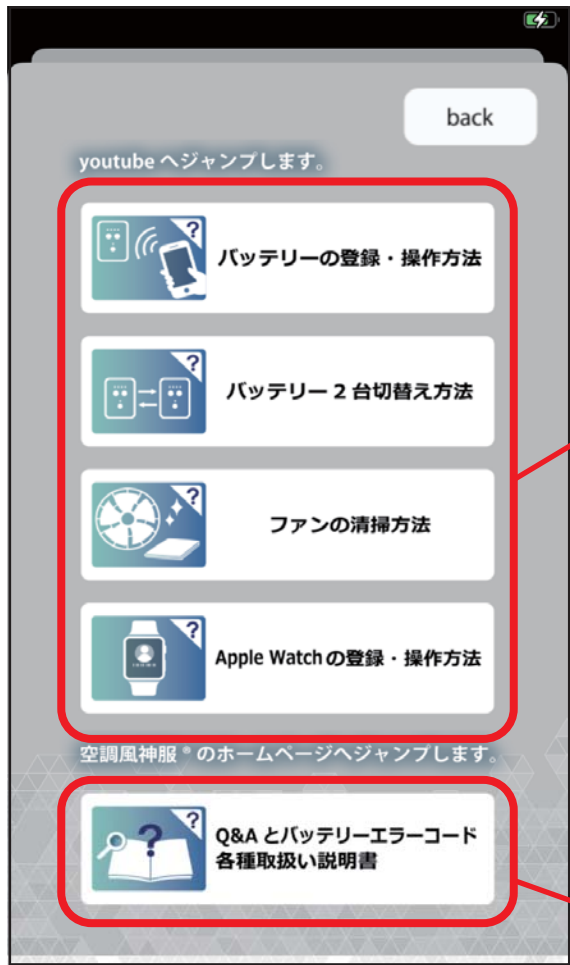 back
youtube へジャンプします。
?
バッテリーの登録・操作方法
?
バッテリー 2 台切替え方法
?
ファンの清掃方法
?
Apple Watch の登録・操作方法
空調風神服®のホームページへジャンプします。
?
?
Q&A とバッテリーエラーコード
各種取扱い説明書